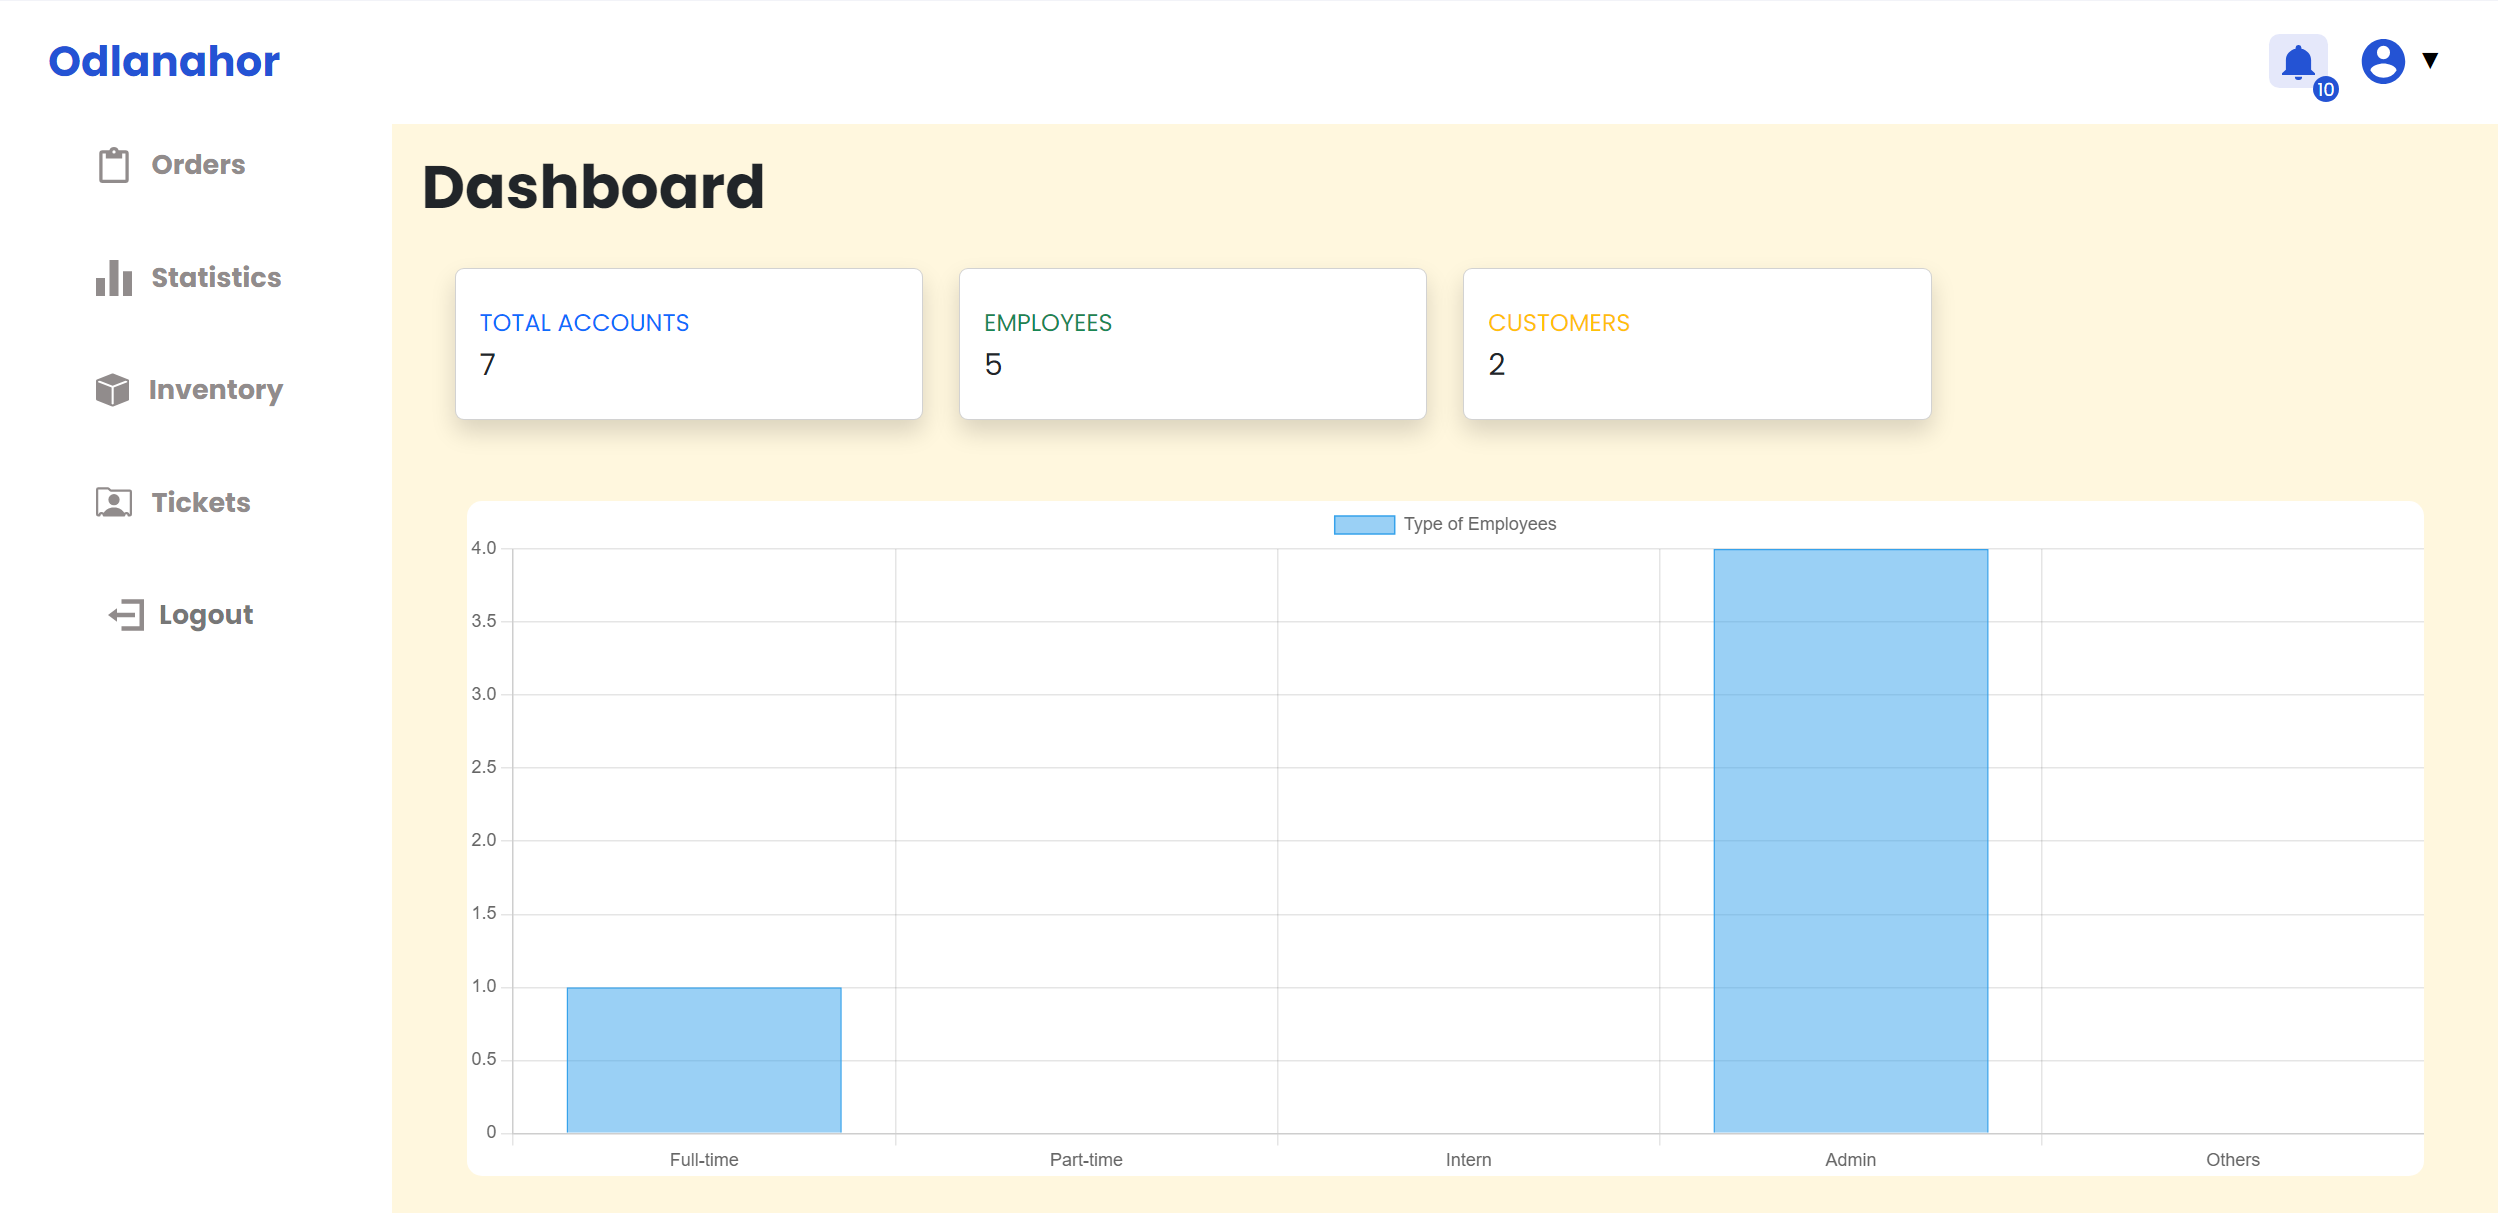 Odlanahor
10
▼
Orders
Statistics
Inventory
Tickets
Logout
Dashboard
TOTAL ACCOUNTS
7
EMPLOYEES
5
CUSTOMERS
2
Type of Employees
4.0
3.5
3.0
2.5
2.0
1.5
1.0
0.5
0
Full-time Part-time Intern Admin Others